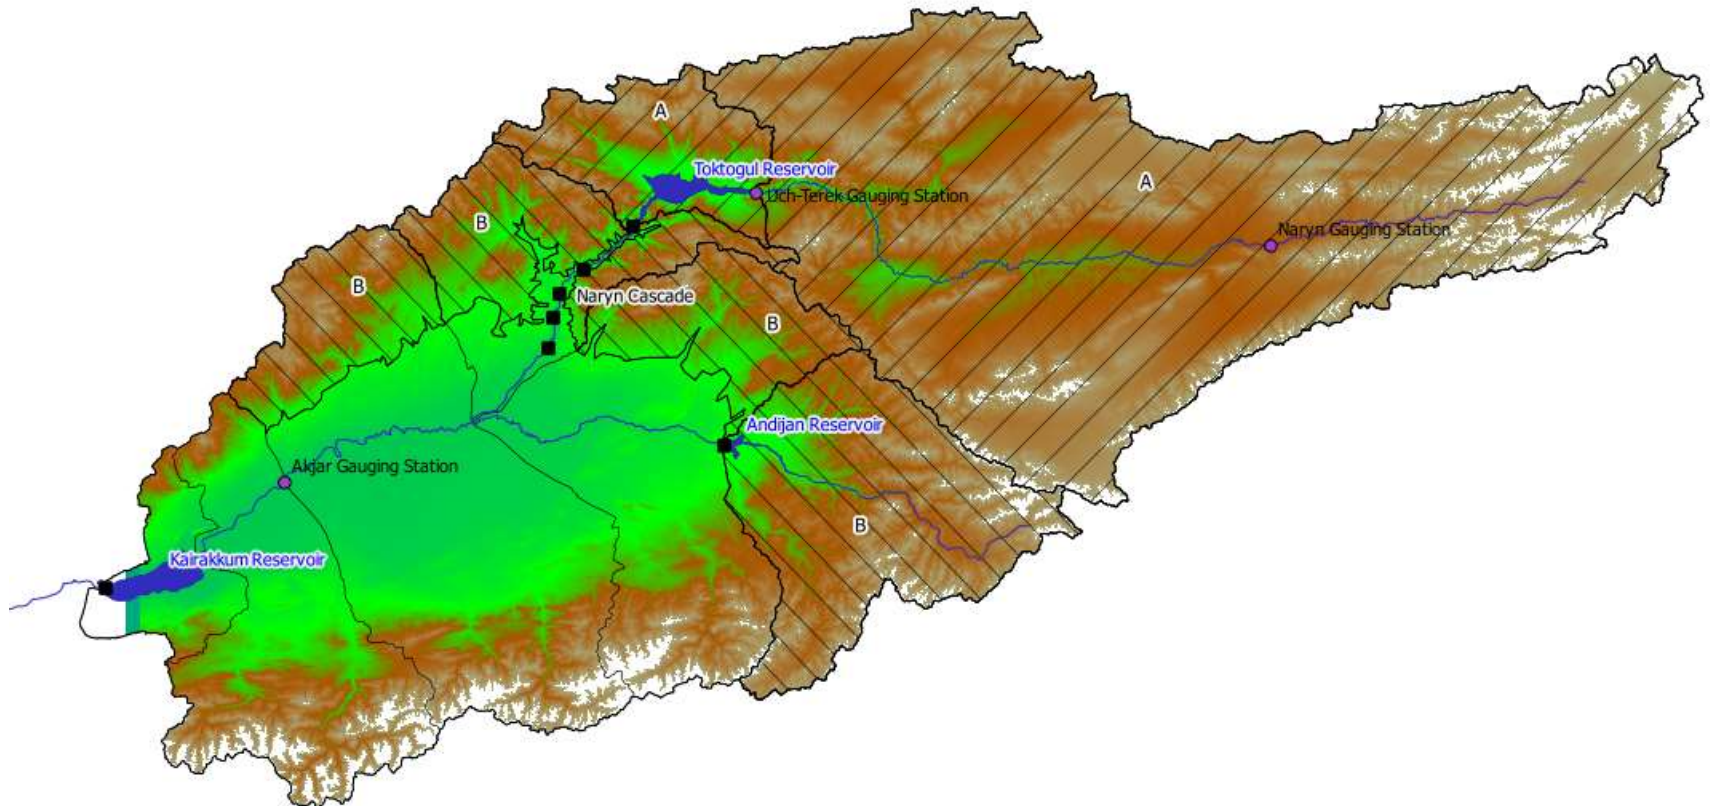 A
Toktogul Reservoir
A
Uch-Terek Gauging Station
B
Naryn Gauging Station
B
Naryn Cascade
B
Andijan Reservoir
Akjar Gauging Station
B
Kairakkum Reservoir